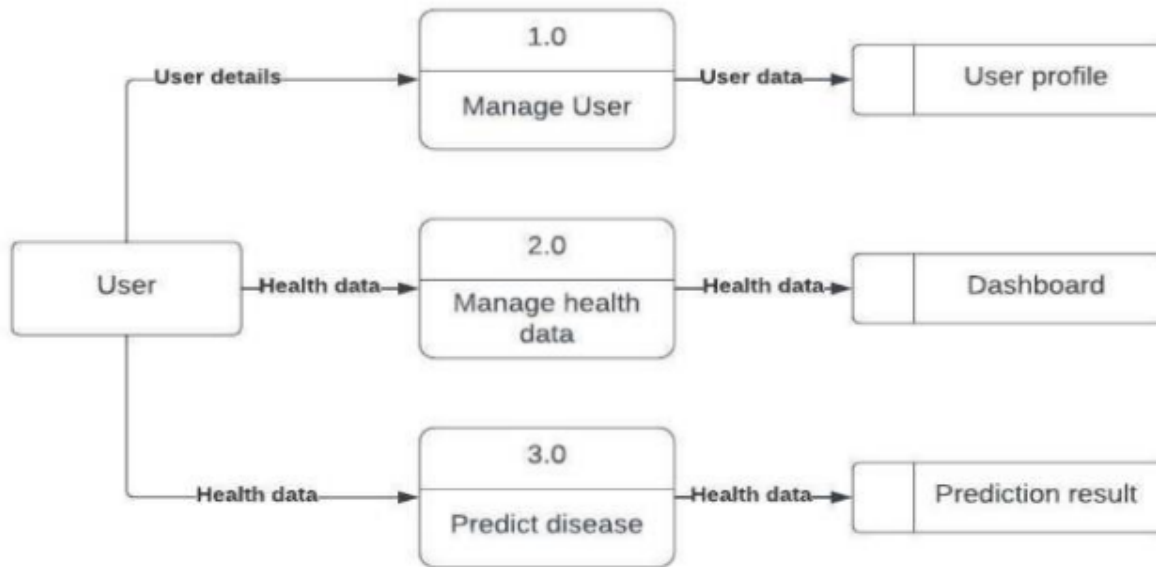 1.0
User details
Manage User
User data
User profile
User
Health data
2.0
Manage health
data
Health data
Dashboard
Health data
3.0
Predict disease
Health data
Prediction result